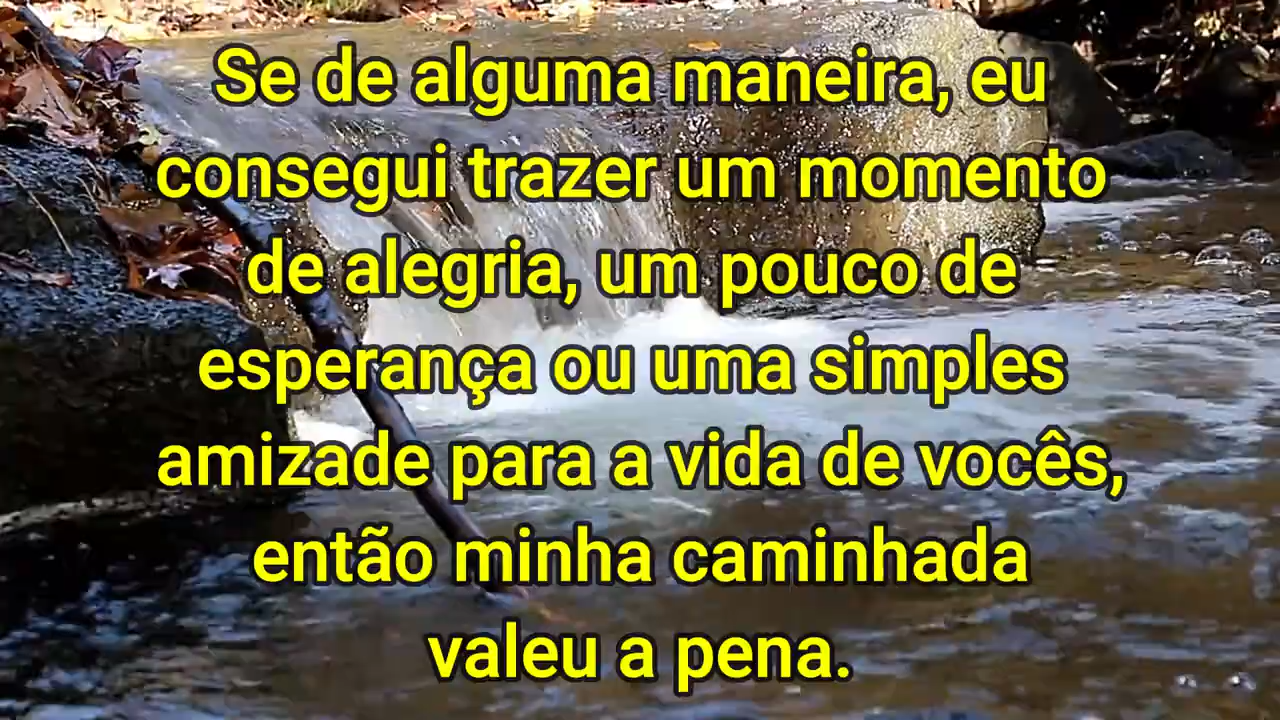 Se de alguma maneira, eu
consegui trazer um momento
de alegria, um pouco de
esperança ou uma simples
amizade para a vida de vocês,
então minha caminhada
valeu a pena.